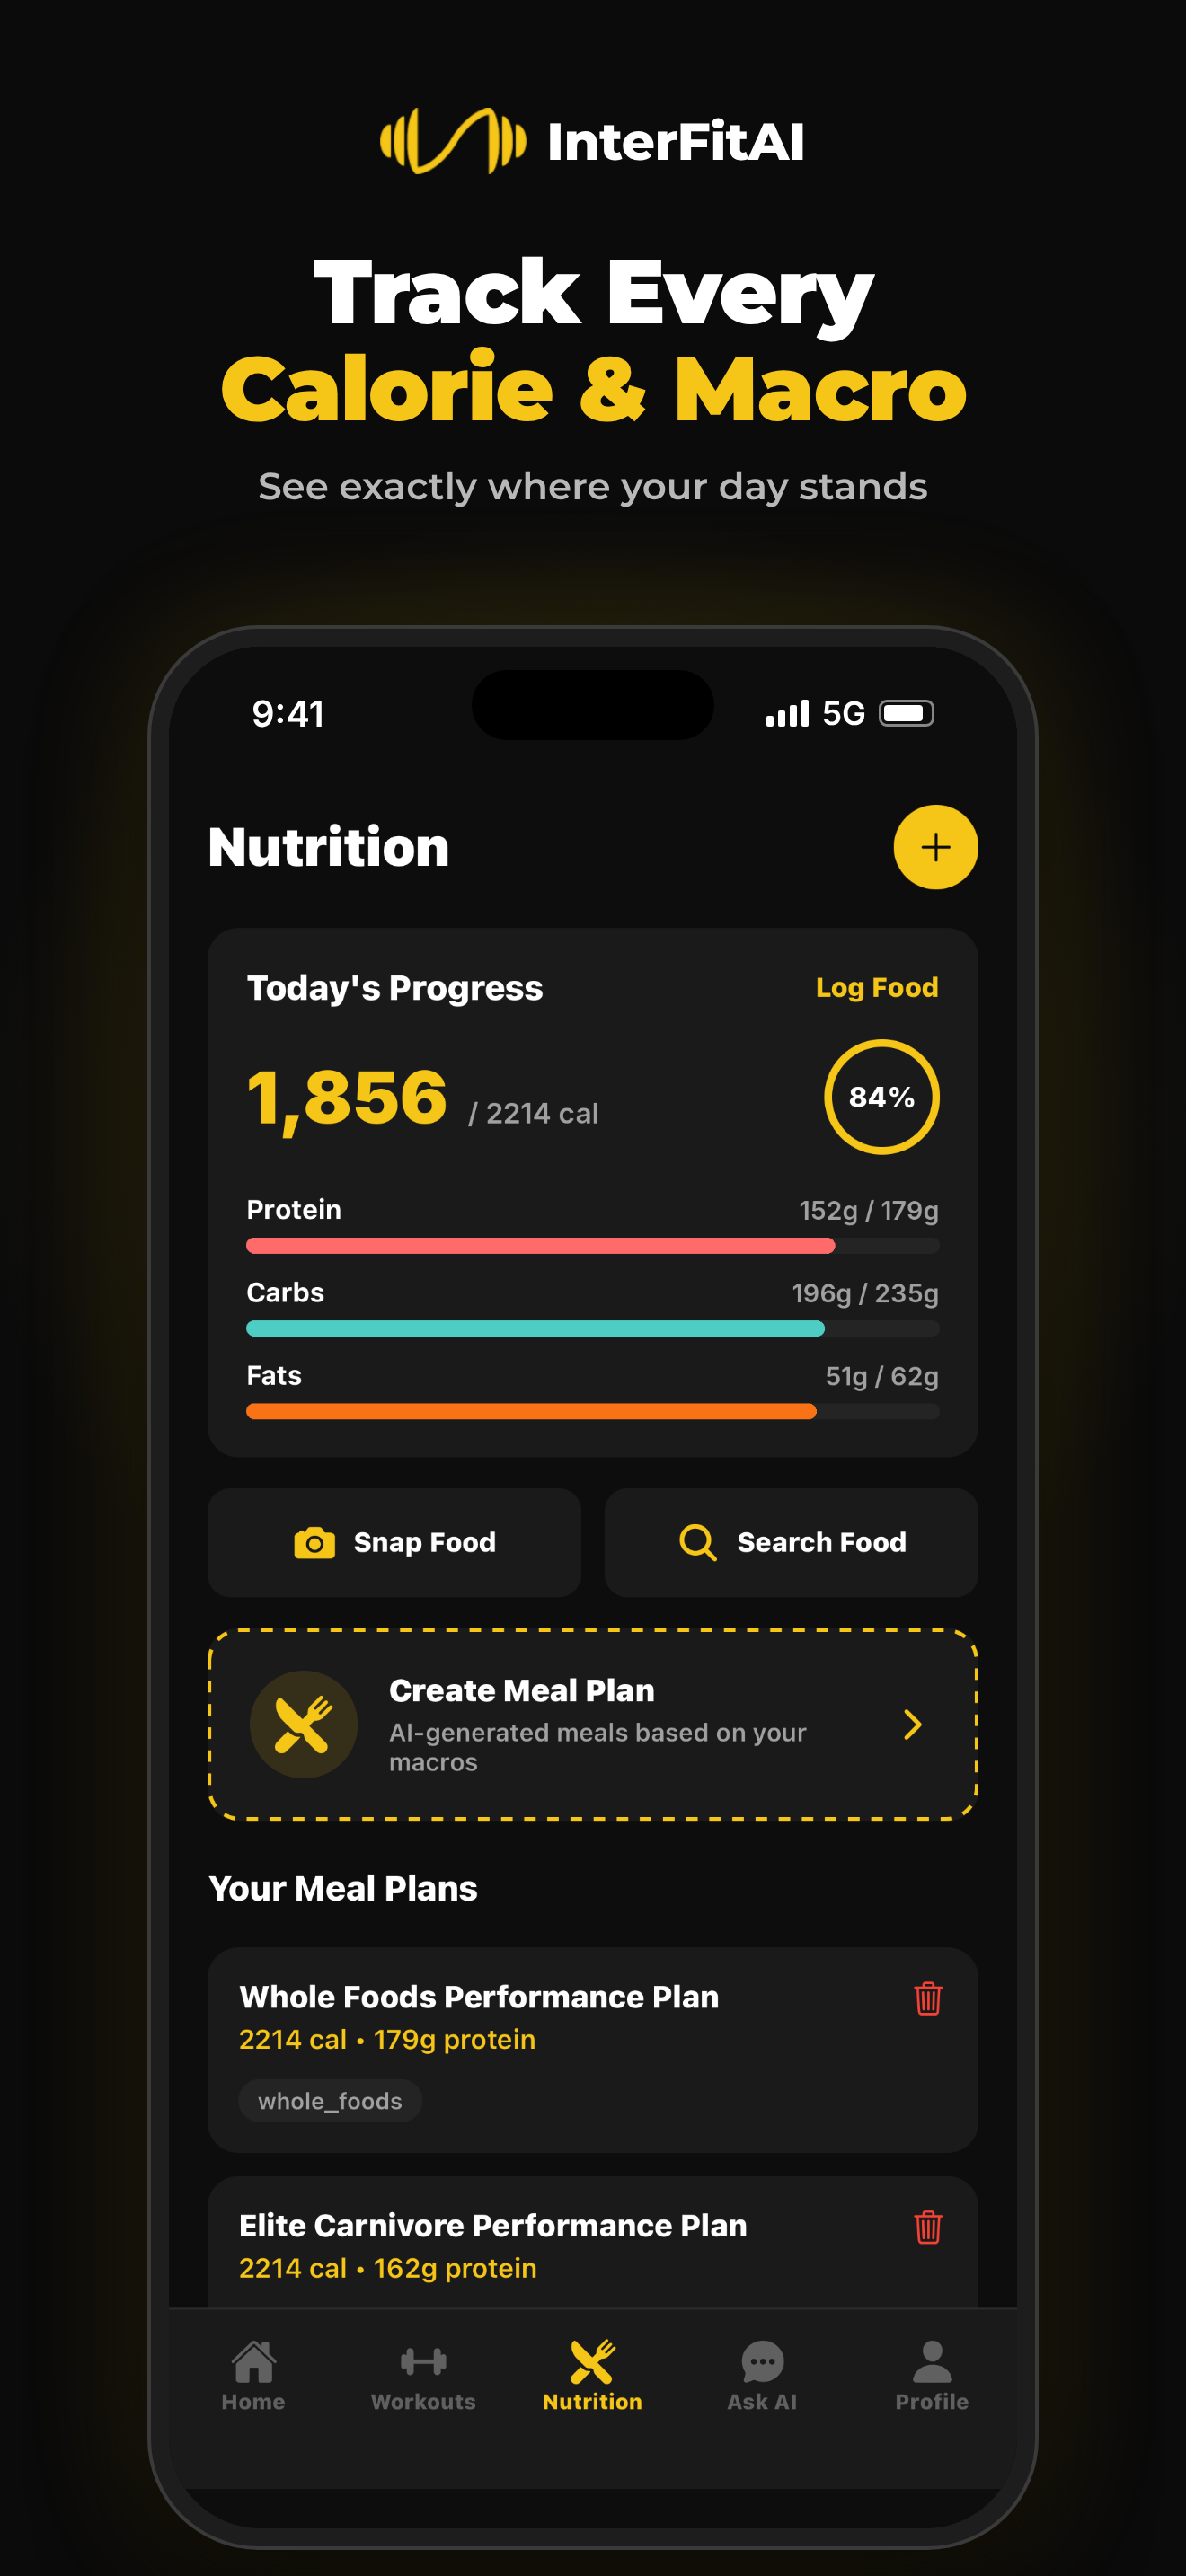 InterFitAI
Track Every
Calorie & Macro
See exactly where your day stands
9:41
5G
Nutrition
Today's Progress
Log Food
1,856 / 2214 cal
84%
Protein
152g / 179g
Carbs
196g / 235g
Fats
51g / 62g
Snap Food
Search Food
Create Meal Plan
AI-generated meals based on your
macros
Your Meal Plans
Whole Foods Performance Plan
2214 cal • 179g protein
whole_foods
Elite Carnivore Performance Plan
2214 cal • 162g protein
Home
Workouts
Nutrition
Ask AI
Profile